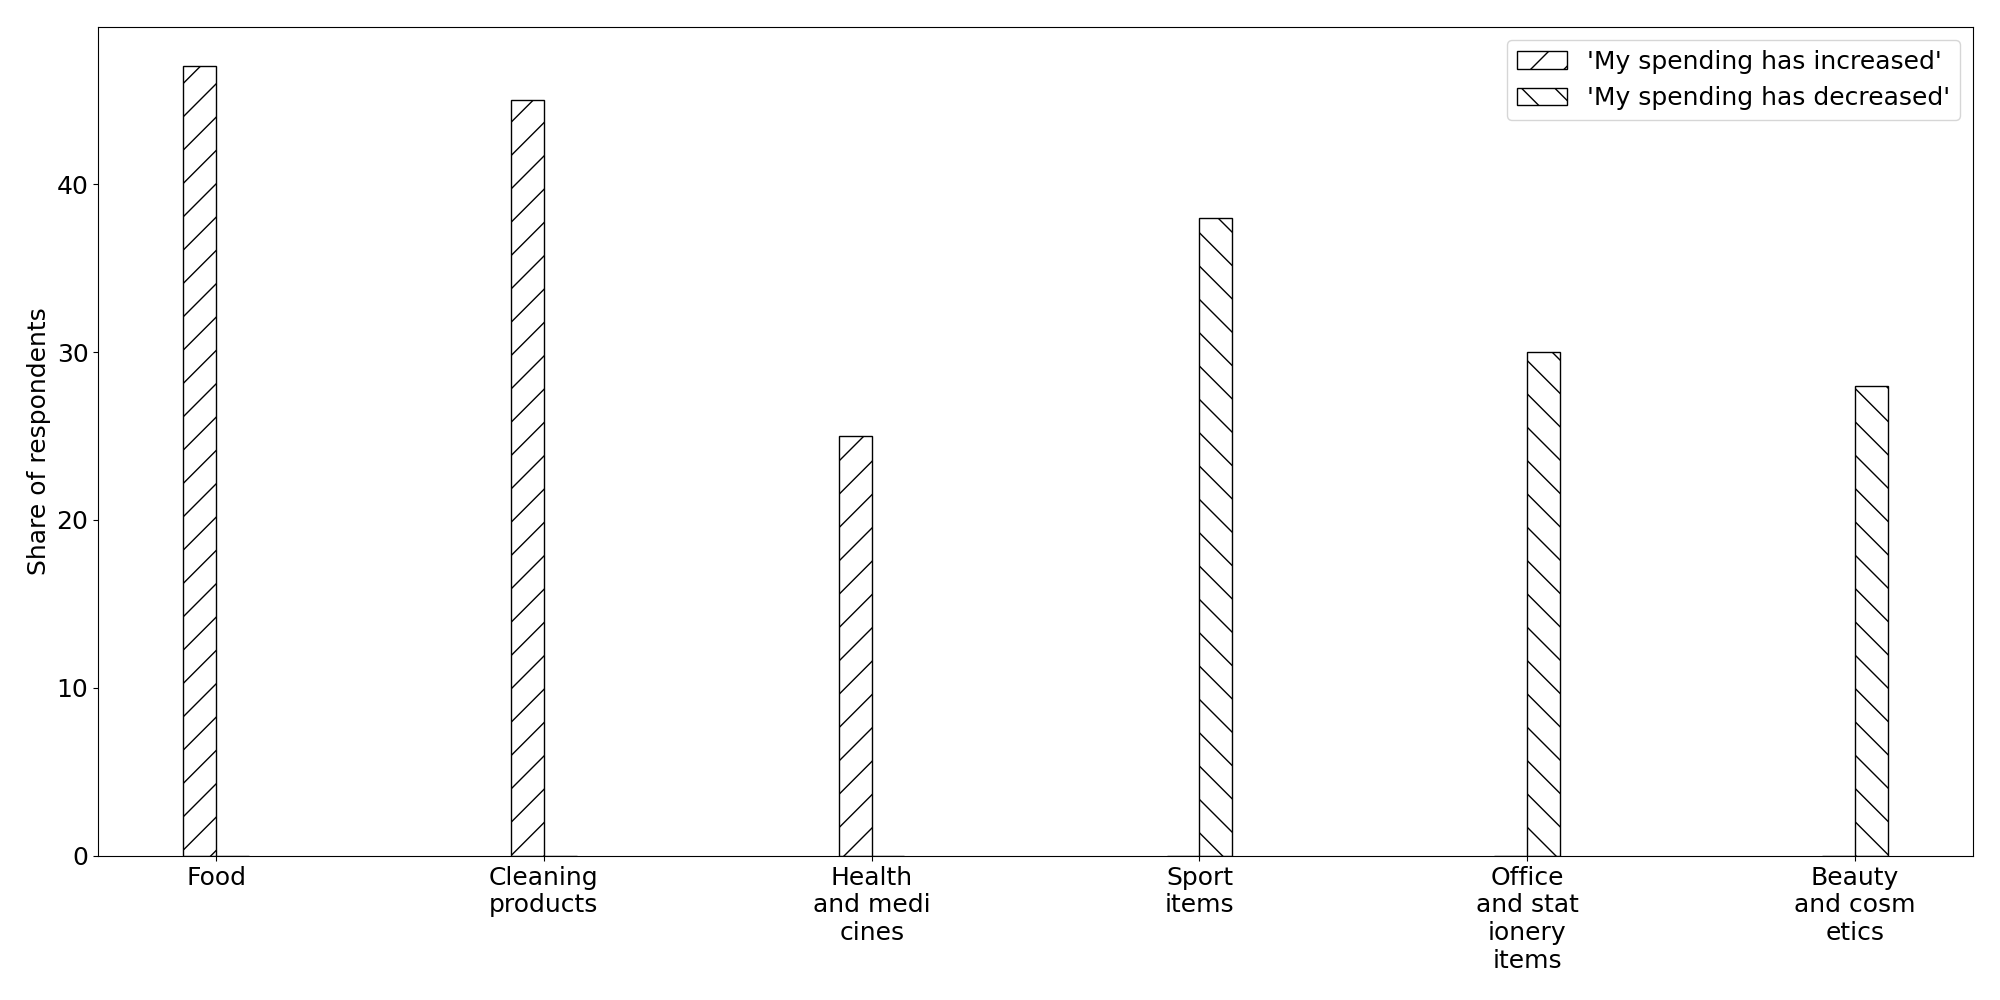 'My spending has increased'
'My spending has decreased'
Share of respondents
40
30
20
10
0
Food
Cleaning
products
Health
and medi
cines
Sport
items
Office
and stat
ionery
items
Beauty
and cosm
etics